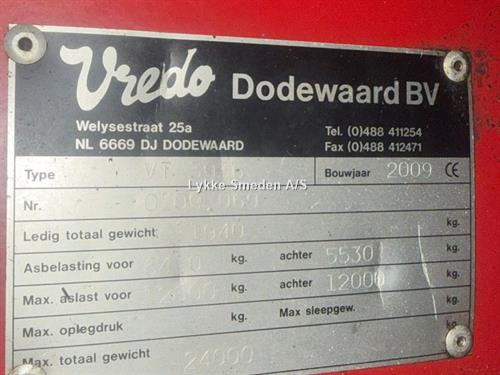 Vredo Dodewaard BV
Welysestraat 25a Tel. (0)488 411254
NL 6669 DJ DODEWAARD Fax (0)488 412471
Type VT Bouwjaar 2009 CE
Lykke Smeden A/S
Nr.
Ledig totaal gewicht kg.
Asbelasting voor kg. achter 5530 kg.
Max. aslast voor kg. achter 12000 kg.
Max. oplegdruk kg. Max sleepgew. kg.
Max. totaal gewicht 24000 kg.